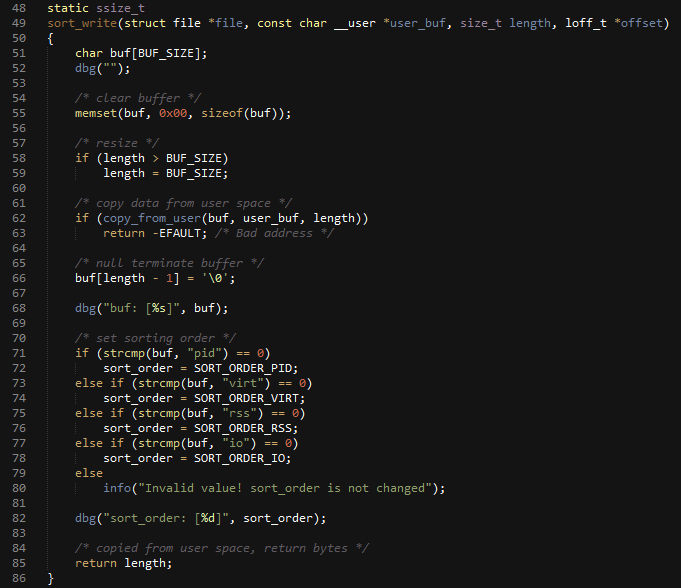 48 static ssize_t
49 sort_write(struct file *file, const char __user *user_buf, size_t length, loff_t *offset)
50 {
51     char buf[BUF_SIZE];
52     dbg("");
53
54     /* clear buffer */
55     memset(buf, 0x00, sizeof(buf));
56
57     /* resize */
58     if (length > BUF_SIZE)
59         length = BUF_SIZE;
60
61     /* copy data from user space */
62     if (copy_from_user(buf, user_buf, length))
63         return -EFAULT; /* Bad address */
64
65     /* null terminate buffer */
66     buf[length - 1] = '\0';
67
68     dbg("buf: [%s]", buf);
69
70     /* set sorting order */
71     if (strcmp(buf, "pid") == 0)
72         sort_order = SORT_ORDER_PID;
73     else if (strcmp(buf, "virt") == 0)
74         sort_order = SORT_ORDER_VIRT;
75     else if (strcmp(buf, "rss") == 0)
76         sort_order = SORT_ORDER_RSS;
77     else if (strcmp(buf, "io") == 0)
78         sort_order = SORT_ORDER_IO;
79     else
80         info("Invalid value! sort_order is not changed");
81
82     dbg("sort_order: [%d]", sort_order);
83
84     /* copied from user space, return bytes */
85     return length;
86 }